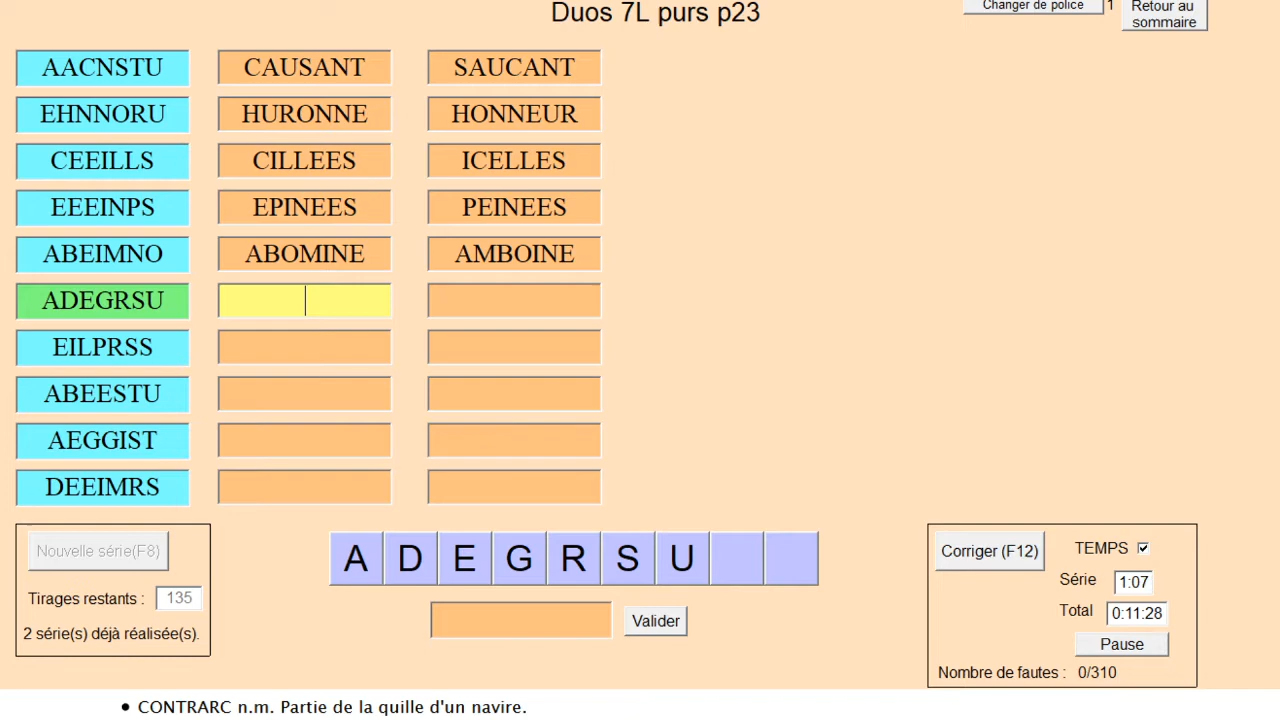 Duos 7L purs p23
Changer de police 1 Retour au
sommaire
AACNSTU CAUSANT SAUCANT
EHNNORU HURONNE HONNEUR
CEEILLS CILLEES ICELLES
EEEINPS EPINEES PEINEES
ABEIMNO ABOMINE AMBOINE
ADEGRSU
EILPRSS
ABEESTU
AEGGIST
DEEIMRS
Nouvelle série(F8)
Tirages restants : 135
2 série(s) déjà réalisée(s).
A D E G R S U
Valider
Corriger (F12) TEMPS
Série 1:07
Total 0:11:28
Pause
Nombre de fautes : 0/310
• CONTRARC n.m. Partie de la quille d'un navire.